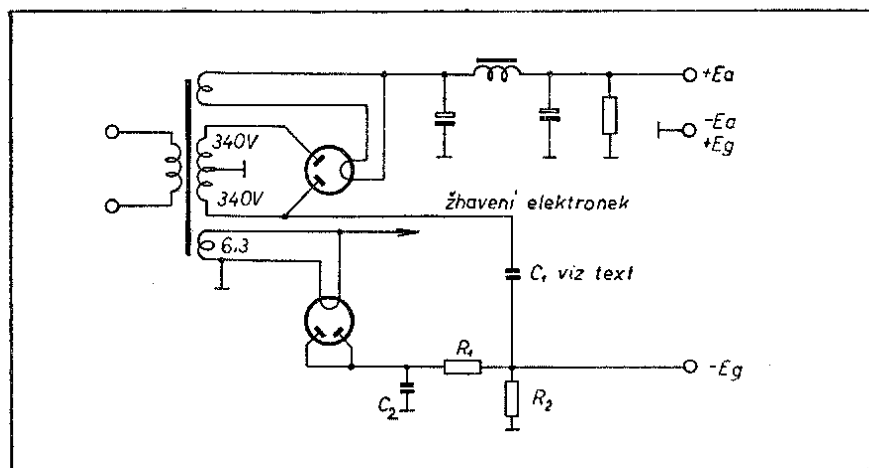 +Ea
340V
-Ea
+Eg
340V
žhavení elektronek
6,3
C₁ viz text
R₁
-Eg
C₂
R₂